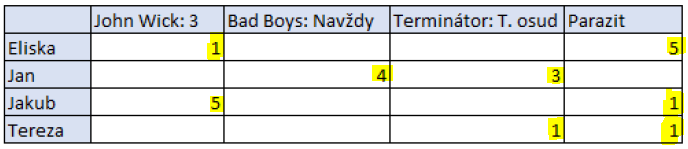 John Wick: 3 Bad Boys: Navždy Terminátor: T. osud Parazit
Eliska 1 5
Jan 4 3
Jakub 5 1
Tereza 1 1